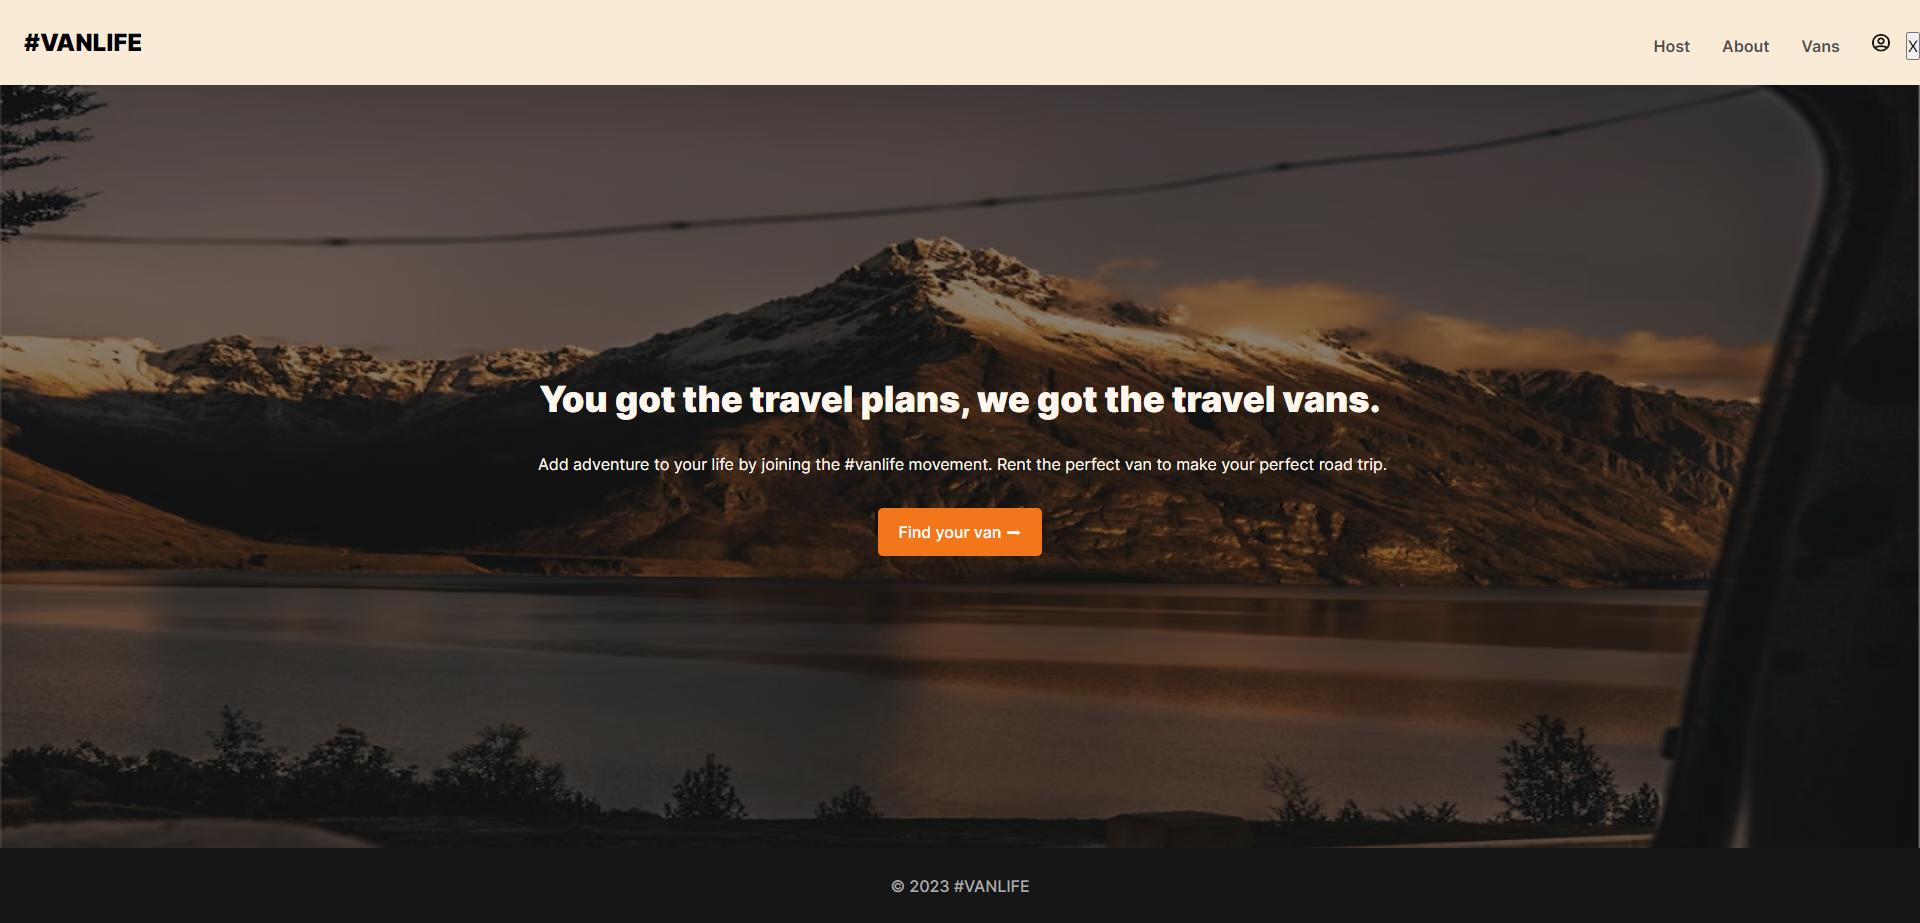 #VANLIFE
Host About Vans X
You got the travel plans, we got the travel vans.
Add adventure to your life by joining the #vanlife movement. Rent the perfect van to make your perfect road trip.
Find your van ➞
© 2023 #VANLIFE